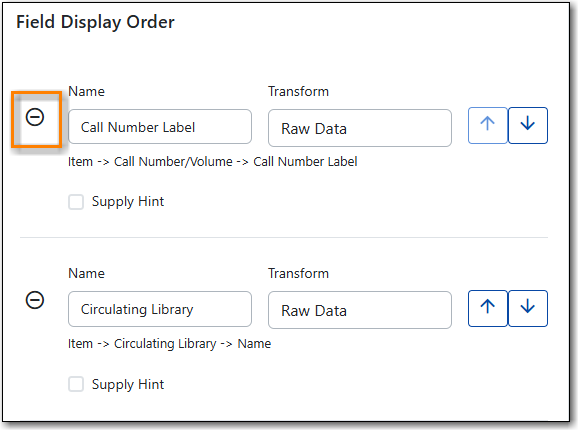 Field Display Order
Name Transform
Call Number Label Raw Data
Item -> Call Number/Volume -> Call Number Label
Supply Hint
Name Transform
Circulating Library Raw Data
Item -> Circulating Library -> Name
Supply Hint